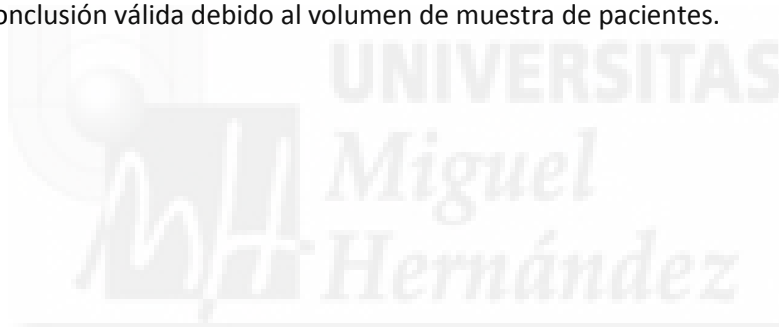 onclusión válida debido al volumen de muestra de pacientes.
UNIVERSITAS
Miguel
Hernández